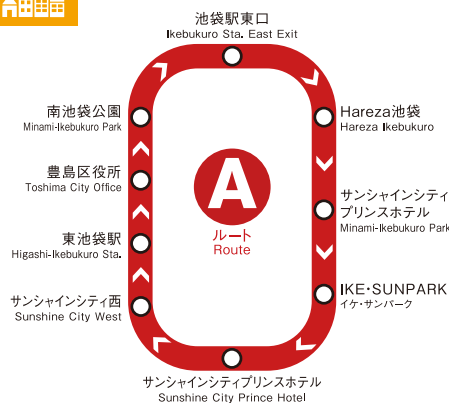 池袋駅東口
Ikebukuro Sta. East Exit
Hareza池袋
Hareza Ikebukuro
サンシャインシティ
プリンスホテル
Minami-Ikebukuro Park
IKE・SUNPARK
イケ・サンパーク
サンシャインシティプリンスホテル
Sunshine City Prince Hotel
サンシャインシティ西
Sunshine City West
東池袋駅
Higashi-Ikebukuro Sta.
豊島区役所
Toshima City Office
南池袋公園
Minami-Ikebukuro Park
A
ルート
Route